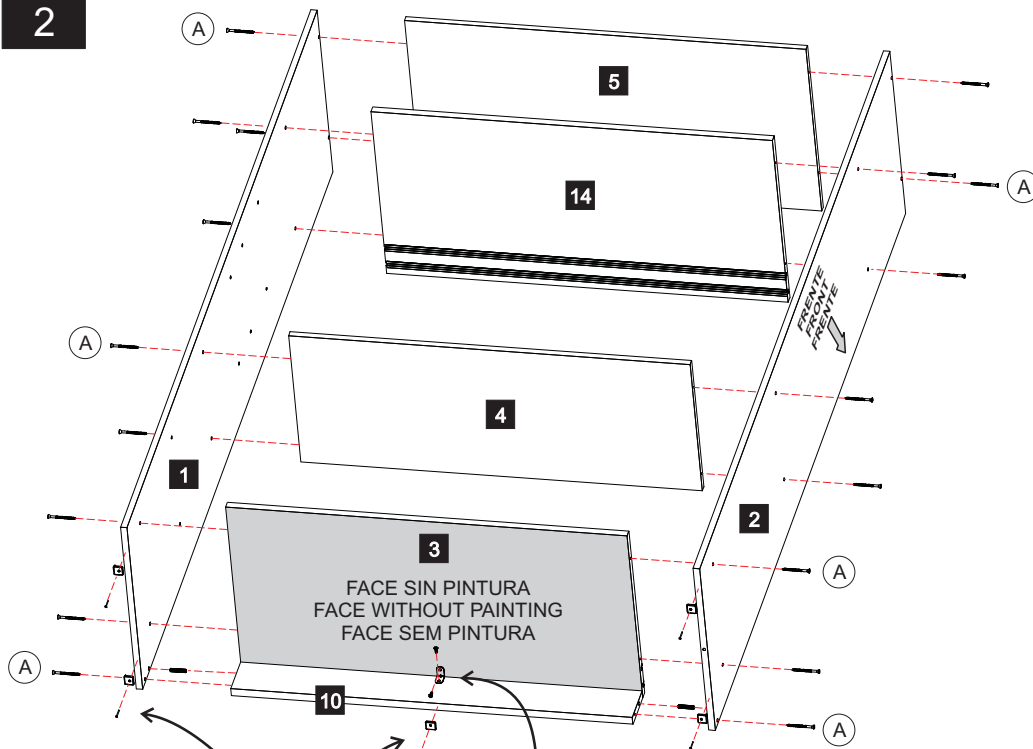 2
A
5
14
A
FRENTE
FRONT
FRENTE
A
4
1
2
3
FACE SIN PINTURA
FACE WITHOUT PAINTING
FACE SEM PINTURA
A
A
10
A